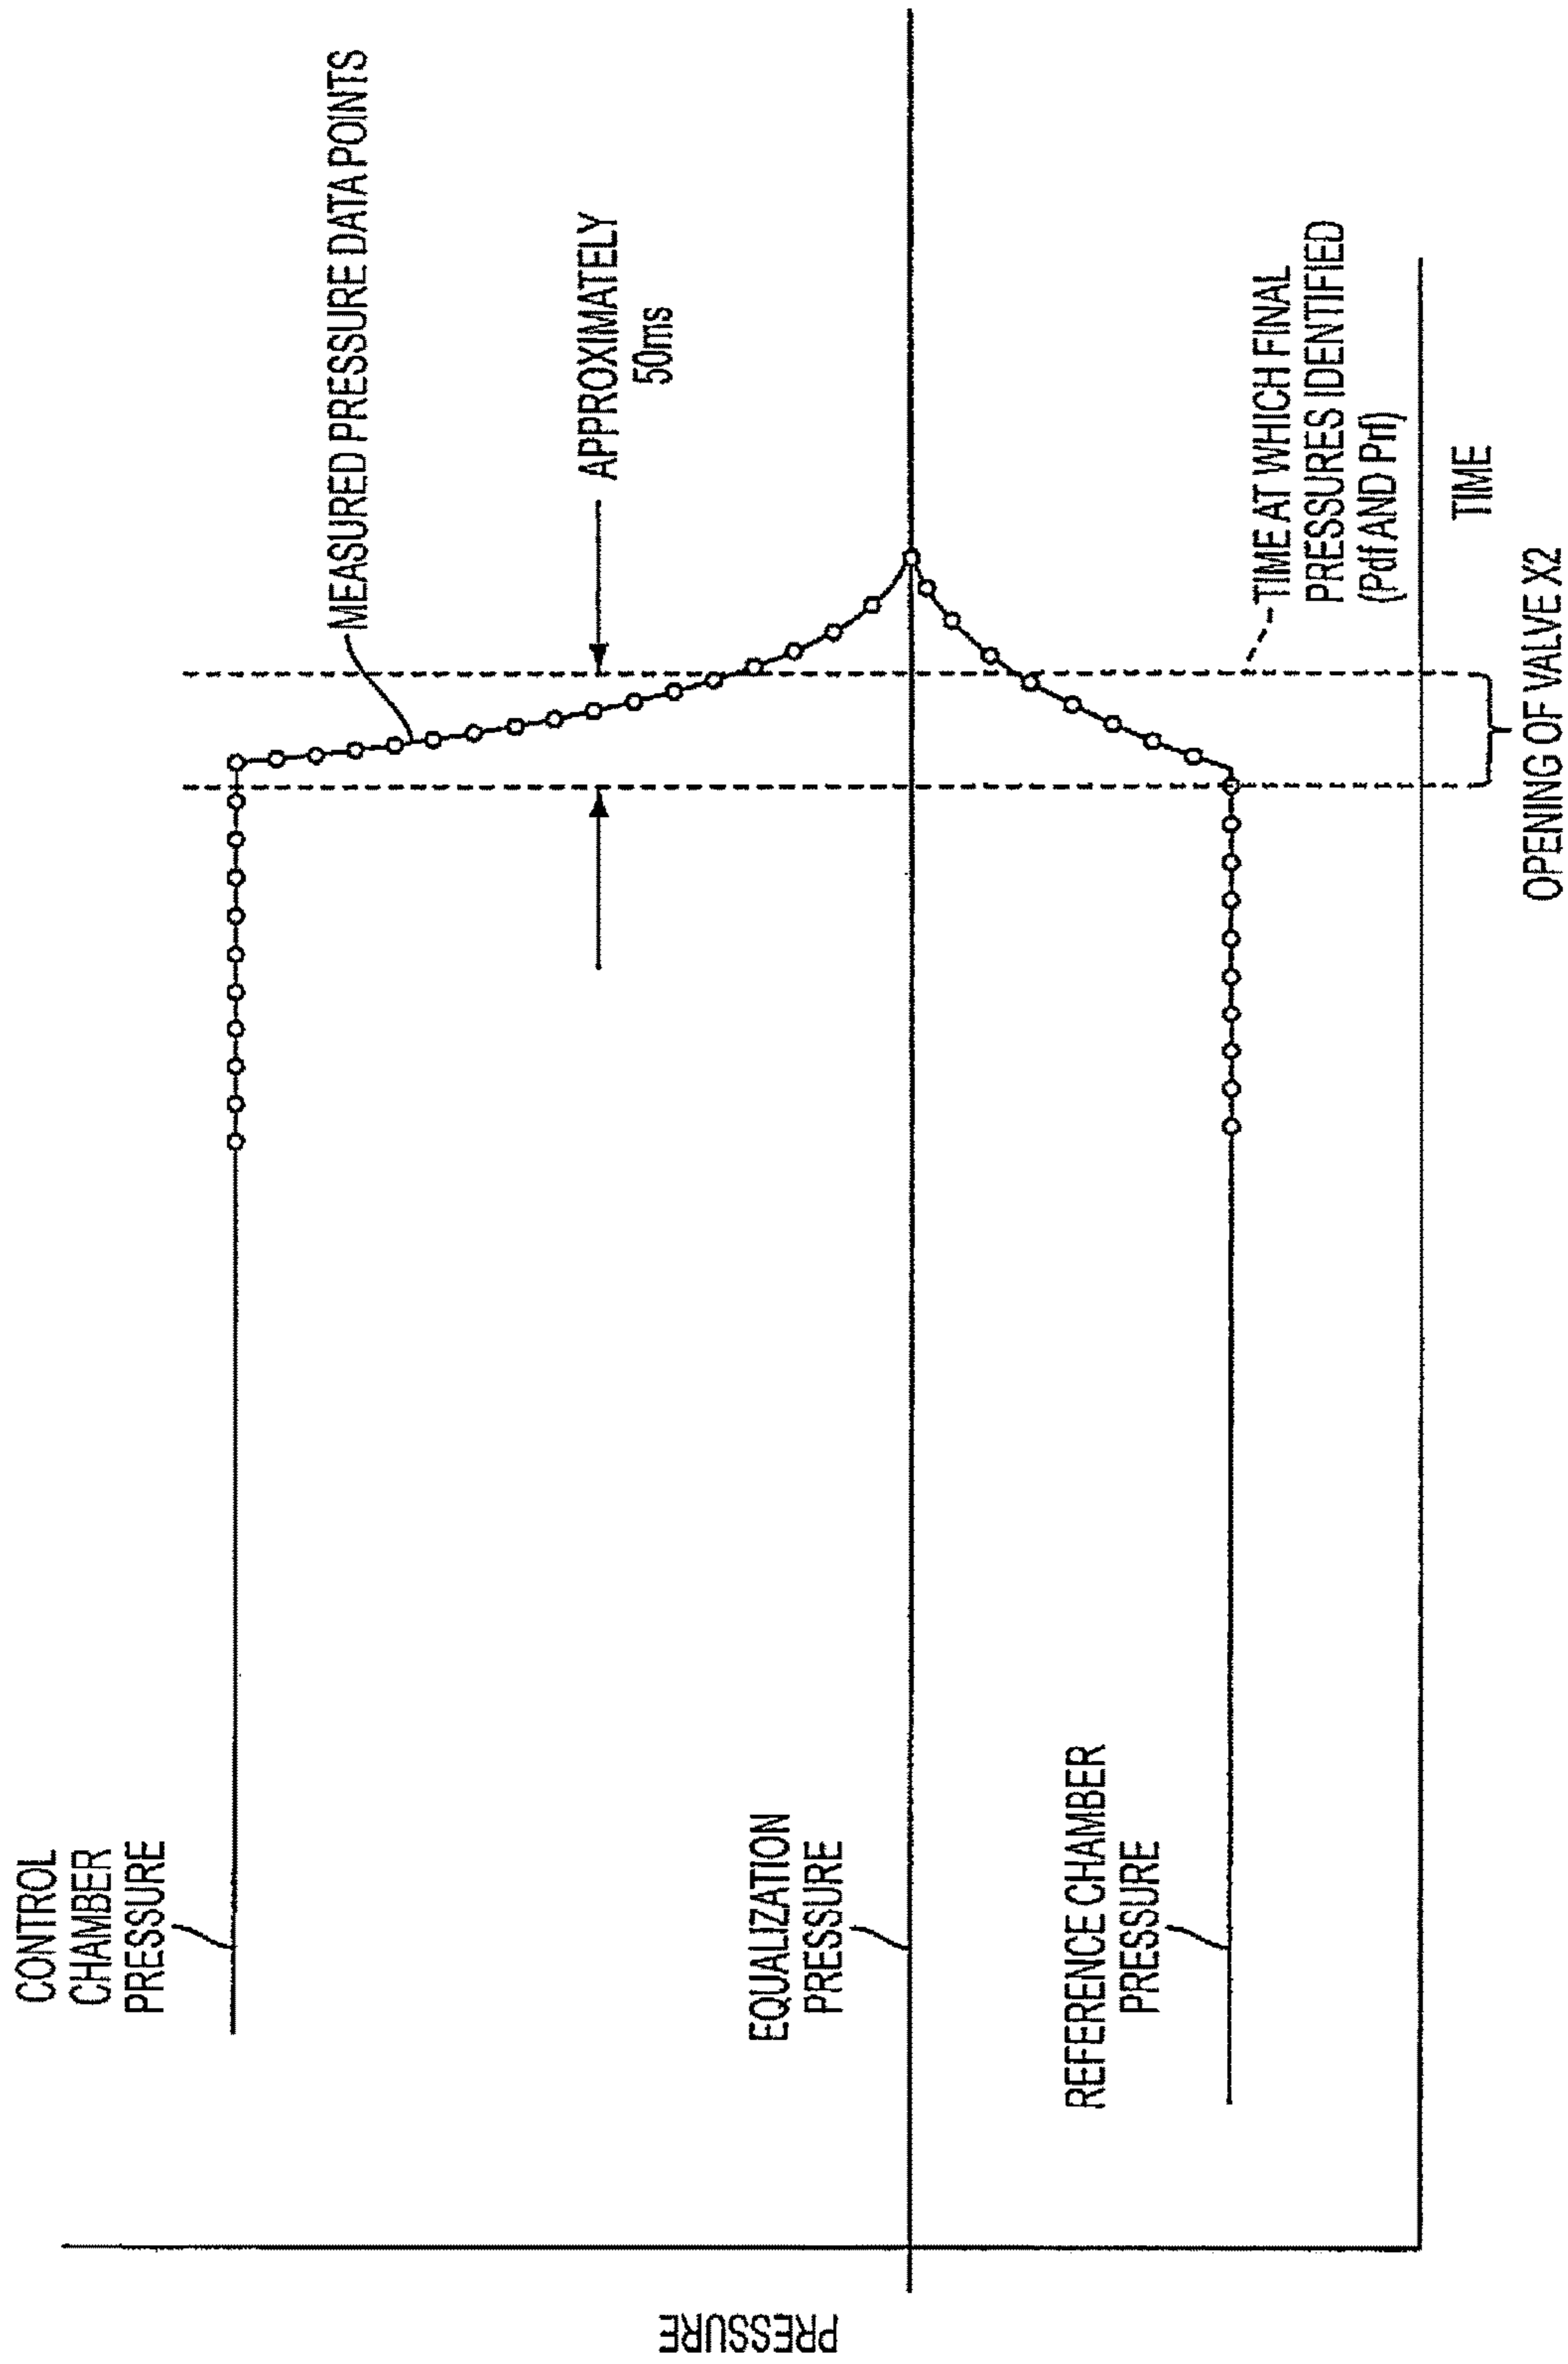 CONTROL
CHAMBER
PRESSURE
MEASURED PRESSURE DATA POINTS
APPROXIMATELY
50ms
PRESSURE
EQUALIZATION
PRESSURE
REFERENCE CHAMBER
PRESSURE
TIME AT WHICH FINAL
PRESSURES IDENTIFIED
(Pdf AND Prf)
TIME
OPENING OF VALVE X2